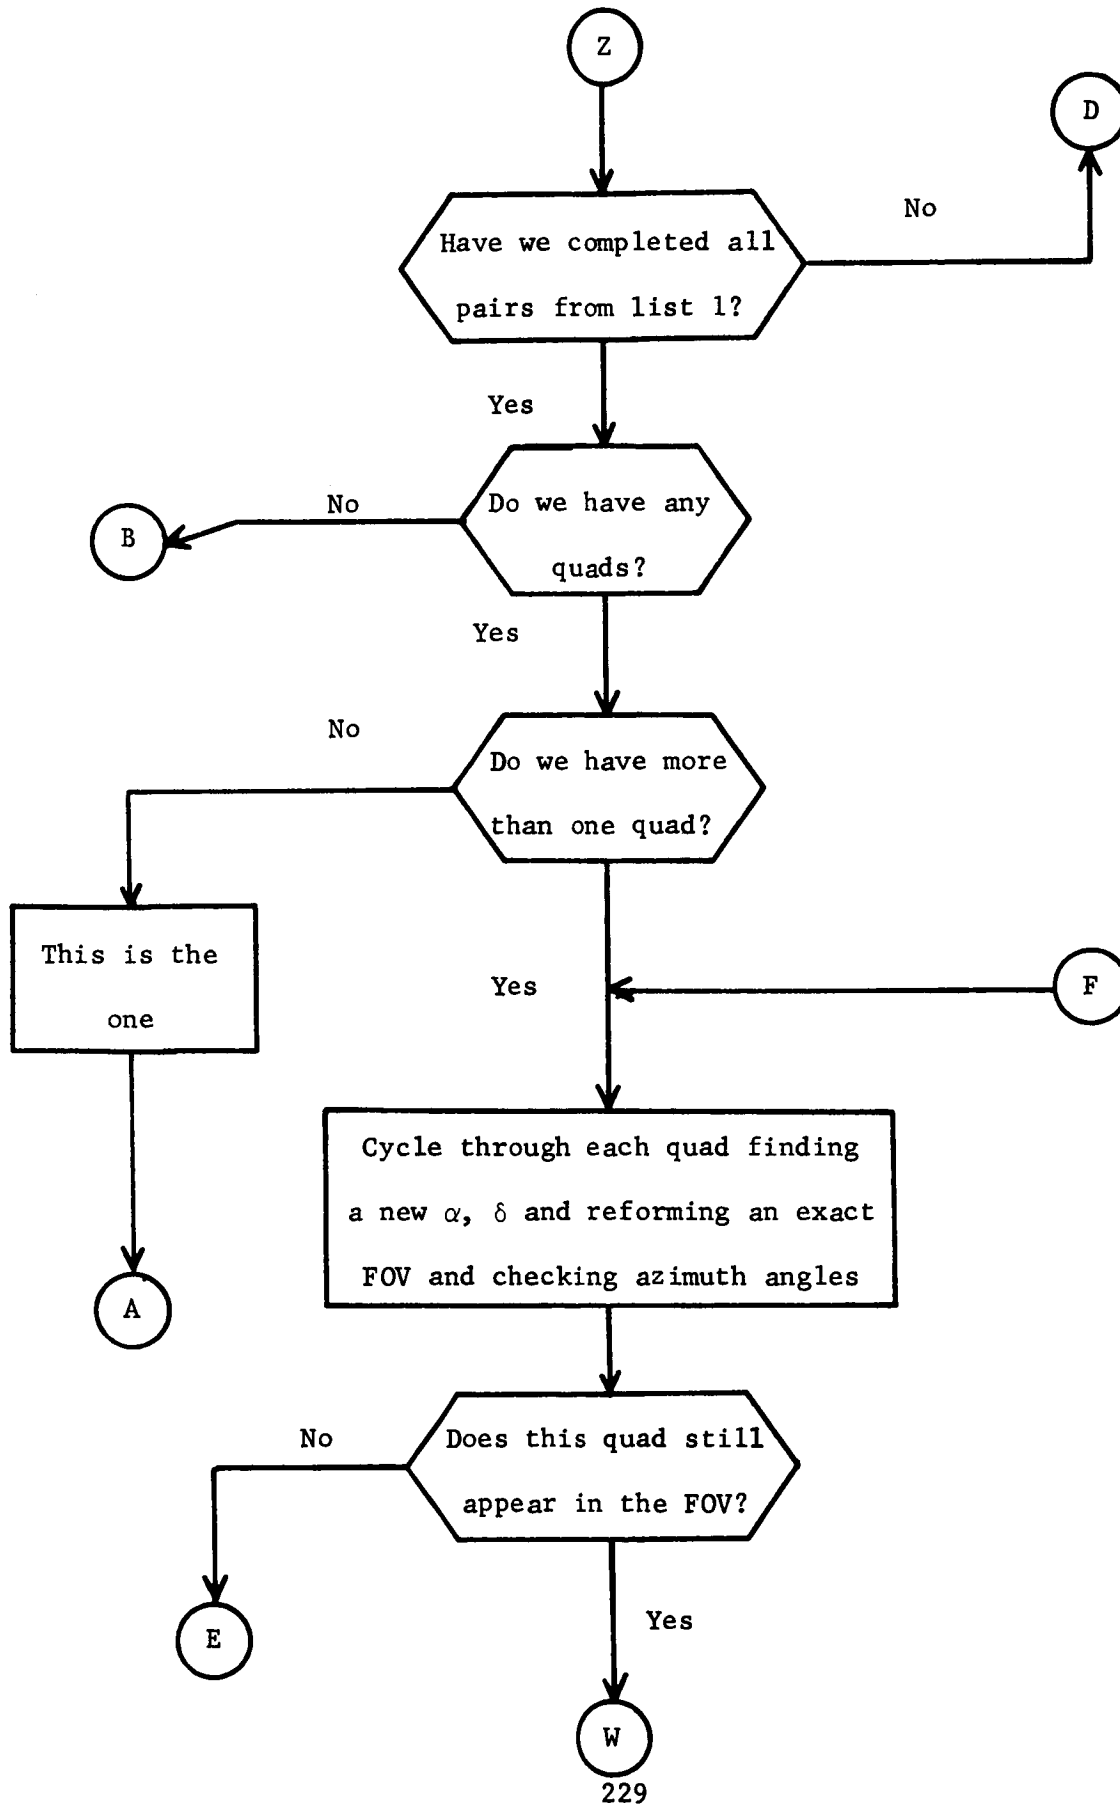 Z
D
No
Have we completed all
pairs from list 1?
Yes
No
Do we have any
B
quads?
Yes
No
Do we have more
than one quad?
This is the
one
Yes
F
Cycle through each quad finding
a new α, δ and reforming an exact
FOV and checking azimuth angles
A
No
Does this quad still
appear in the FOV?
E
Yes
W
229